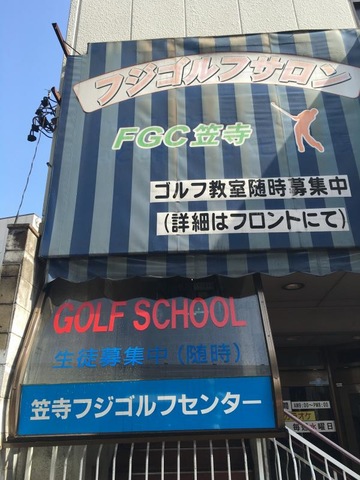 フジゴルフサロン
FGC笠寺
ゴルフ教室随時募集中
(詳細はフロントにて)
GOLF SCHOOL
生徒募集中(随時)
笠寺フジゴルフセンター